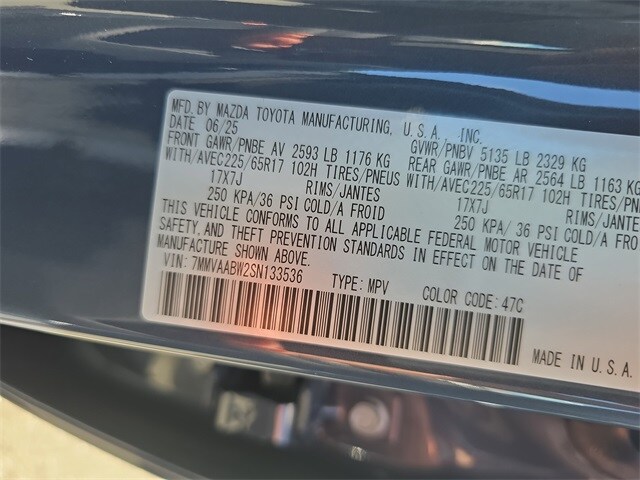 MFD. BY MAZDA TOYOTA MANUFACTURING, U.S.A., INC.
DATE 06/25 GVWR/PNBV 5135 LB 2329 KG
FRONT GAWR/PNBE AV 2593 LB 1176 KG REAR GAWR/PNBE AR 2564 LB 1163 KG
WITH/AVEC225/65R17 102H TIRES/PNEUS WITH/AVEC225/65R17 102H TIRES/
17X7J RIMS/JANTES 17X7J RIMS/JANTES
250 KPA/36 PSI COLD/A FROID 250 KPA/ 36 PSI COLD/A
THIS VEHICLE CONFORMS TO ALL APPLICABLE FEDERAL MOTOR VEHICLE
SAFETY, AND THEFT PREVENTION STANDARDS IN EFFECT ON THE DATE OF
MANUFACTURE SHOWN ABOVE.
VIN: 7MMVAABW2SN133536 TYPE: MPV COLOR CODE: 47C
MADE IN U.S.A.